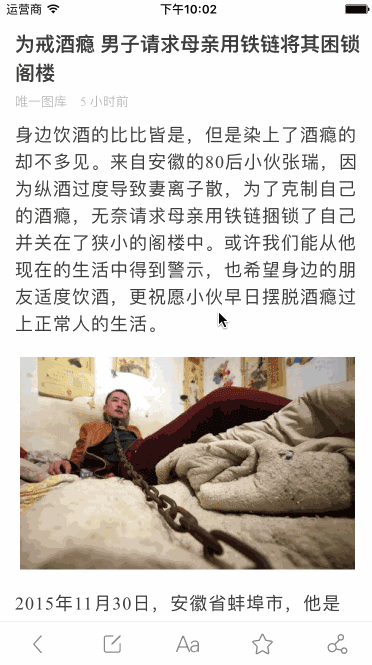 运营商 下午10:02
为戒酒瘾 男子请求母亲用铁链将其困锁
阁楼
唯一图库 5 小时前
身边饮酒的比比皆是，但是染上了酒瘾的
却不多见。来自安徽的80后小伙张瑞，因
为纵酒过度导致妻离子散，为了克制自己
的酒瘾，无奈请求母亲用铁链捆锁了自己
并关在了狭小的阁楼中。或许我们能从他
现在的生活中得到警示，也希望身边的朋
友适度饮酒，更祝愿小伙早日摆脱酒瘾过
上正常人的生活。
2015年11月30日，安徽省蚌埠市，他是
Aa